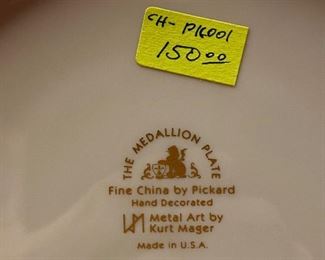 CH- P16001
150.00
THE MEDALLION PLATE
Fine China by Pickard
Hand Decorated
Metal Art by
Kurt Mager
Made in U.S.A.